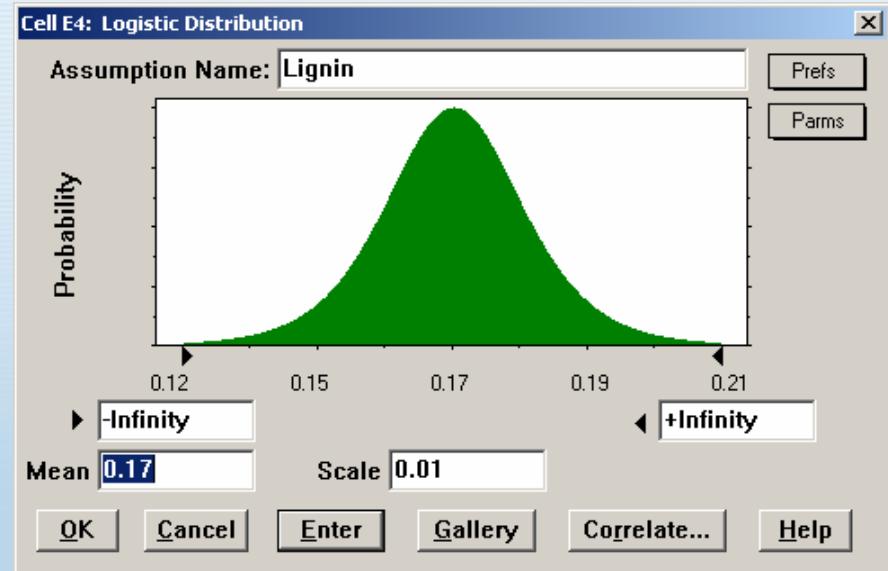 Cell E4: Logistic Distribution
Assumption Name: Lignin
Prefs
Parms
Probability
0.12 0.15 0.17 0.19 0.21
-Infinity +Infinity
Mean 0.17 Scale 0.01
OK Cancel Enter Gallery Correlate... Help